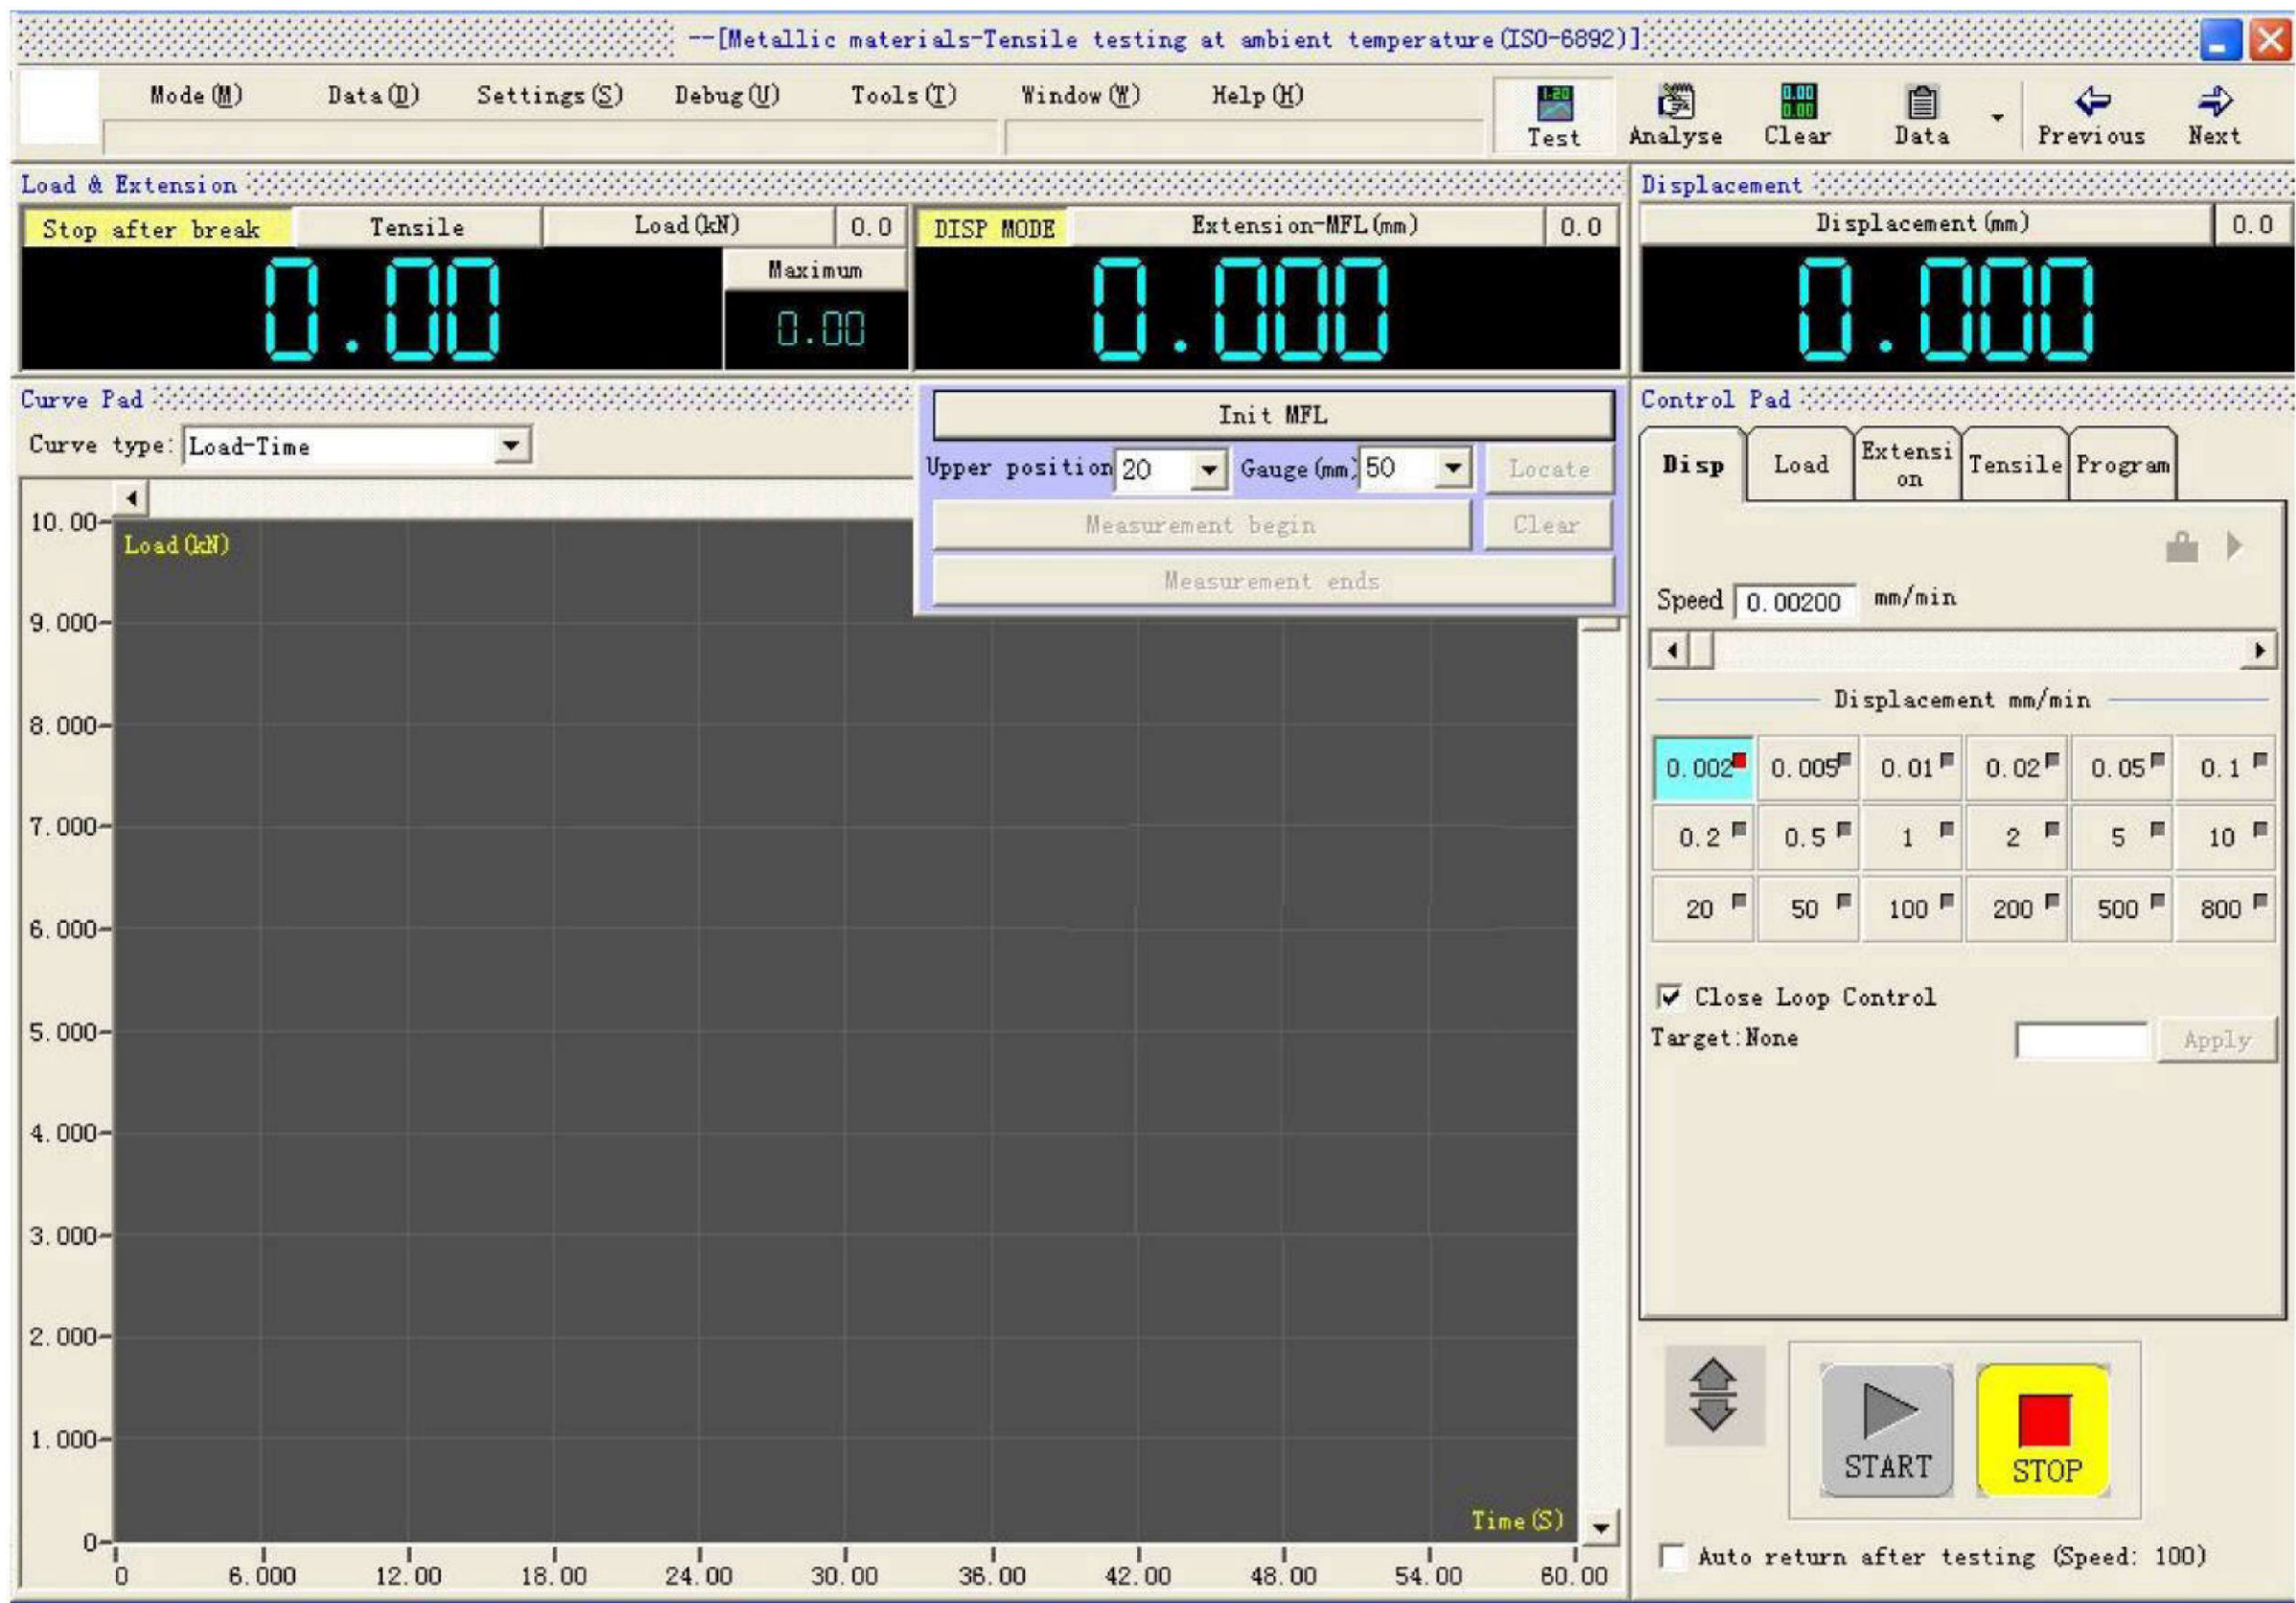 --[Metallic materials-Tensile testing at ambient temperature(ISO-6892)]
Mode(M) Data(D) Settings(S) Debug(U) Tools(T) Window(W) Help(H)
Test Analyse Clear Data Previous Next
Load & Extension
Stop after break Tensile Load(kN) 0.0
0.00
Maximum
0.00
DISP MODE Extension-MFL(mm) 0.0
0.000
Displacement
Displacement(mm) 0.0
0.000
Curve Pad
Curve type: Load-Time
Init MFL
Upper position 20 Gauge(mm) 50 Locate
Measurement begin Clear
Measurement ends
Load(kN)
10.00
9.000
8.000
7.000
6.000
5.000
4.000
3.000
2.000
1.000
0
Time(S)
0 6.000 12.00 18.00 24.00 30.00 36.00 42.00 48.00 54.00 60.00
Control Pad
Disp Load Extensi
on Tensile Program
Speed 0.00200 mm/min
Displacement mm/min
0.002 0.005 0.01 0.02 0.05 0.1
0.2 0.5 1 2 5 10
20 50 100 200 500 800
Close Loop Control
Target:None Apply
START STOP
Auto return after testing (Speed: 100)